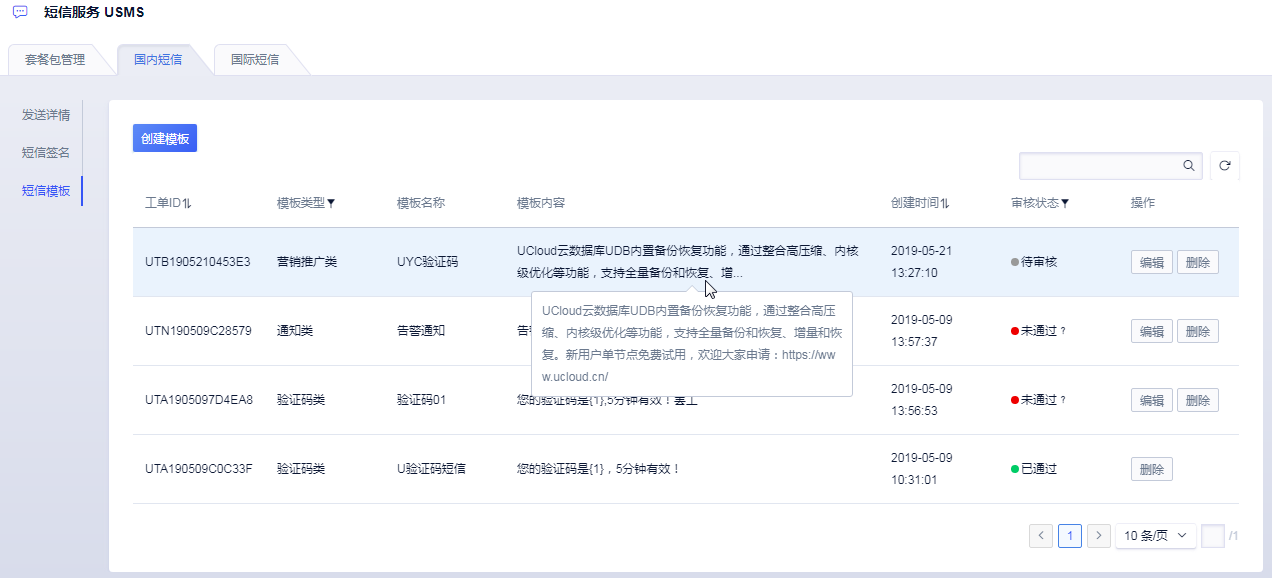 短信服务 USMS
套餐包管理
国内短信
国际短信
发送详情
短信签名
短信模板
创建模板
工单ID 模板类型 模板名称 模板内容 创建时间 审核状态 操作
UTB1905210453E3 营销推广类 UYC验证码
UCloud云数据库UDB内置备份恢复功能，通过整合高压缩、内核
级优化等功能，支持全量备份和恢复、增...
2019-05-21
13:27:10
待审核
编辑 删除
UCloud云数据库UDB内置备份恢复功能，通过整合高压
缩、内核级优化等功能，支持全量备份和恢复、增量和恢
复。新用户单节点免费试用，欢迎大家申请：https://ww
w.ucloud.cn/
UTN190509C28579 通知类 告警通知
2019-05-09
13:57:37
未通过 ?
编辑 删除
UTA1905097D4EA8 验证码类 验证码01 您的验证码是{1},5分钟有效！罢工
2019-05-09
13:56:53
未通过 ?
编辑 删除
UTA190509C0C33F 验证码类 U验证码短信 您的验证码是{1}，5分钟有效！
2019-05-09
10:31:01
已通过
删除
1 10 条/页 /1